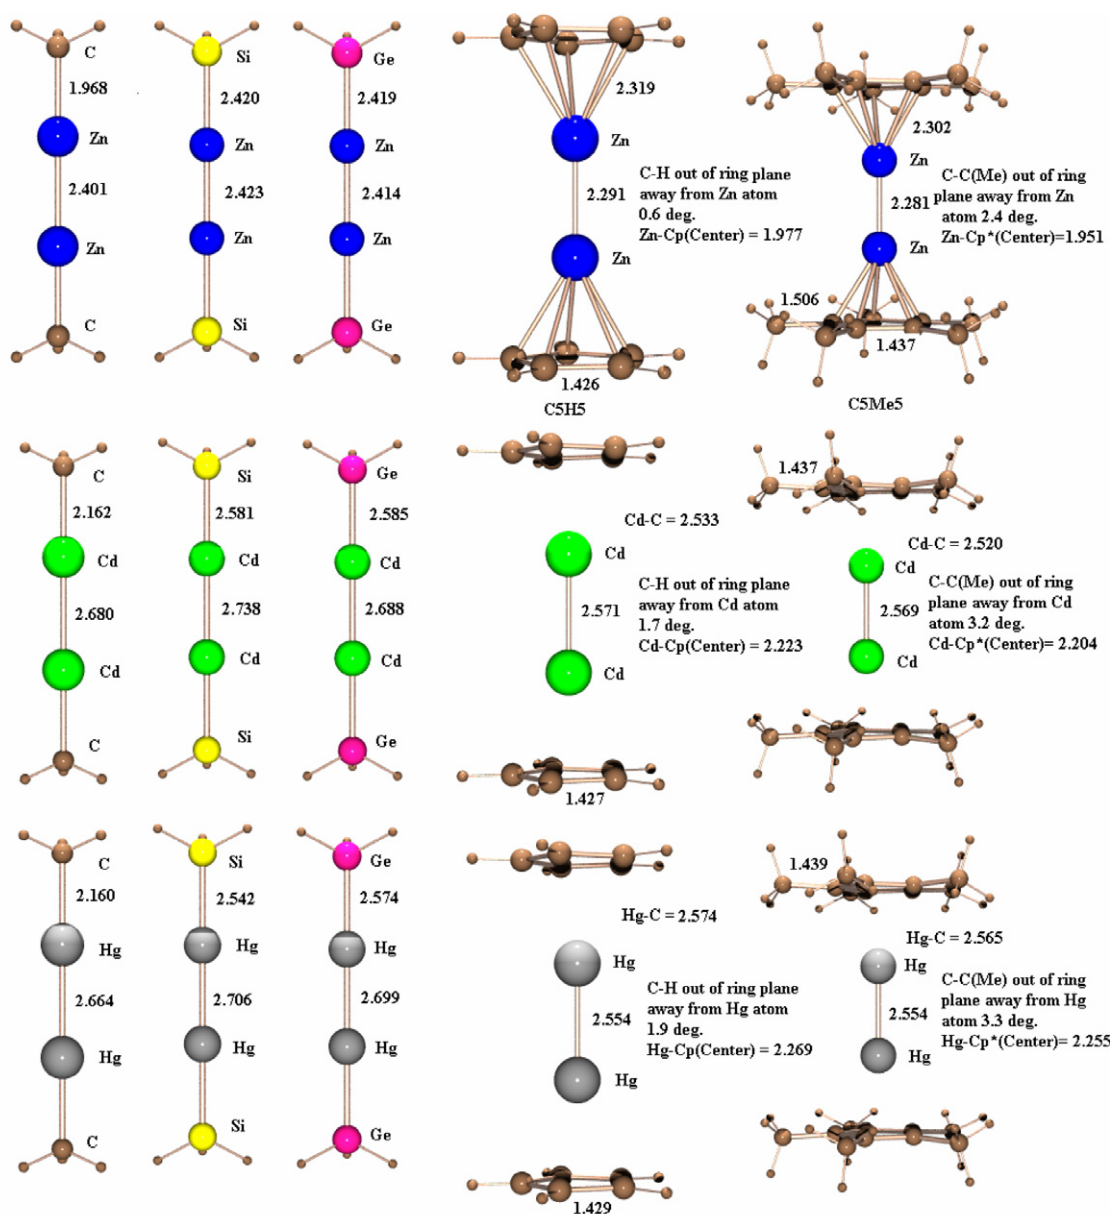 C
1.968
Zn
2.401
Zn
C
Si
2.420
Zn
2.423
Zn
Si
Ge
2.419
Zn
2.414
Zn
Ge
2.319
Zn
2.291
Zn
C-H out of ring plane
away from Zn atom
0.6 deg.
Zn-Cp(Center) = 1.977
1.426
C5H5
2.302
Zn
2.281
Zn
C-C(Me) out of ring
plane away from Zn
atom 2.4 deg.
Zn-Cp*(Center)=1.951
1.506
1.437
C5Me5
C
2.162
Cd
2.680
Cd
C
Si
2.581
Cd
2.738
Cd
Si
Ge
2.585
Cd
2.688
Cd
Ge
Cd-C = 2.533
Cd
2.571
Cd
C-H out of ring plane
away from Cd atom
1.7 deg.
Cd-Cp(Center) = 2.223
1.427
1.437
Cd-C = 2.520
Cd
2.569
Cd
C-C(Me) out of ring
plane away from Cd
atom 3.2 deg.
Cd-Cp*(Center)= 2.204
C
2.160
Hg
2.664
Hg
C
Si
2.542
Hg
2.706
Hg
Si
Ge
2.574
Hg
2.699
Hg
Ge
Hg-C = 2.574
Hg
2.554
Hg
C-H out of ring plane
away from Hg atom
1.9 deg.
Hg-Cp(Center) = 2.269
1.429
1.439
Hg-C = 2.565
Hg
2.554
Hg
C-C(Me) out of ring
plane away from Hg
atom 3.3 deg.
Hg-Cp*(Center) = 2.255